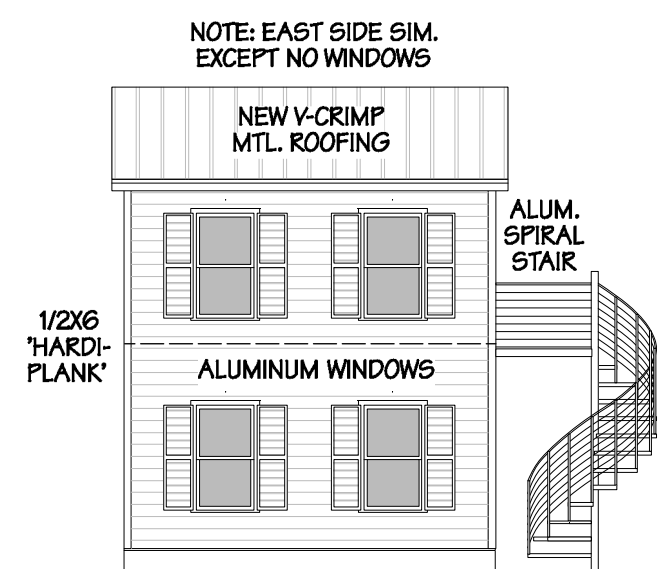 NOTE: EAST SIDE SIM.
EXCEPT NO WINDOWS
NEW V-CRIMP
MTL. ROOFING
ALUM.
SPIRAL
STAIR
1/2X6
'HARDI-
PLANK'
ALUMINUM WINDOWS